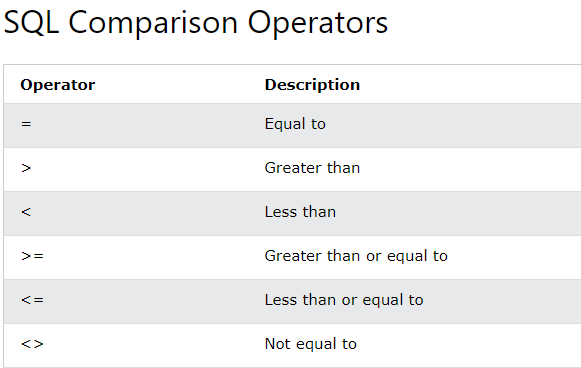 SQL Comparison Operators
Operator Description
= Equal to
> Greater than
< Less than
>= Greater than or equal to
<= Less than or equal to
<> Not equal to